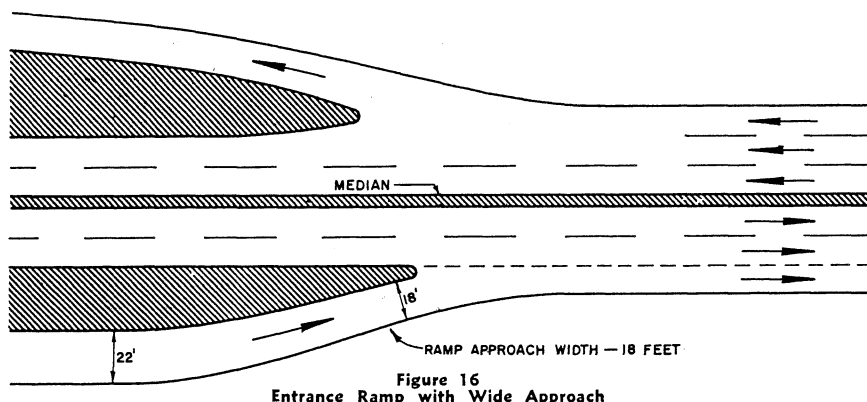 MEDIAN
18'
22'
RAMP APPROACH WIDTH — 18 FEET
Figure 16
Entrance Ramp with Wide Approach